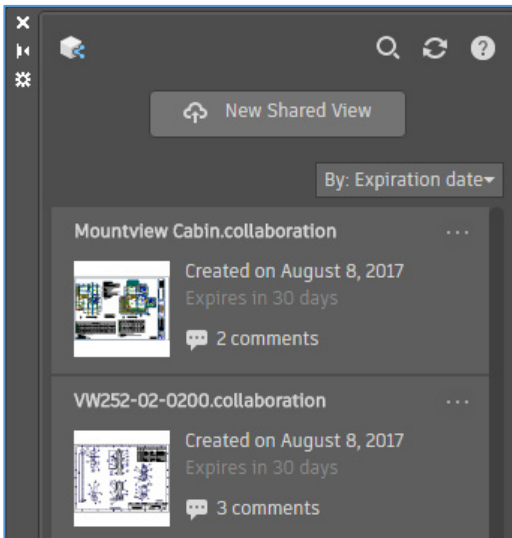 New Shared View
By: Expiration date
Mountview Cabin.collaboration
Created on August 8, 2017
Expires in 30 days
2 comments
VW252-02-0200.collaboration
Created on August 8, 2017
Expires in 30 days
3 comments